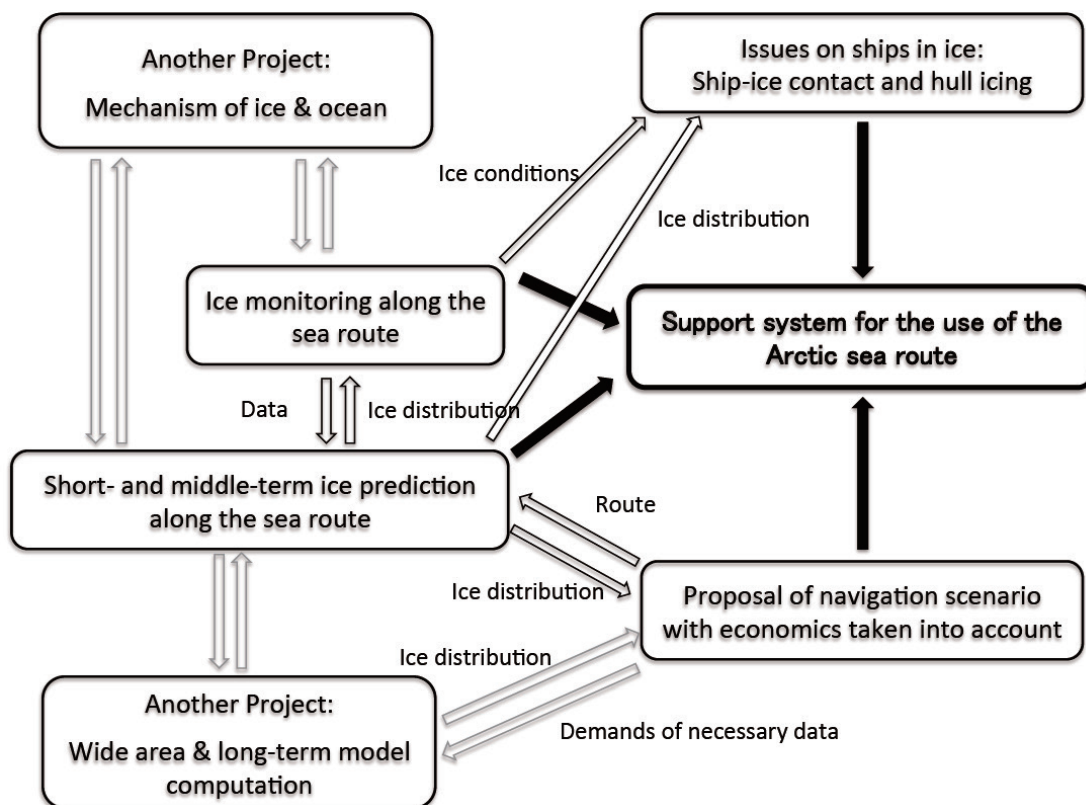 Another Project:
Mechanism of ice & ocean
Issues on ships in ice:
Ship-ice contact and hull icing
Ice conditions
Ice distribution
Ice monitoring along the
sea route
Support system for the use of the
Arctic sea route
Data
Ice distribution
Short- and middle-term ice prediction
along the sea route
Route
Ice distribution
Proposal of navigation scenario
with economics taken into account
Ice distribution
Another Project:
Wide area & long-term model
computation
Demands of necessary data